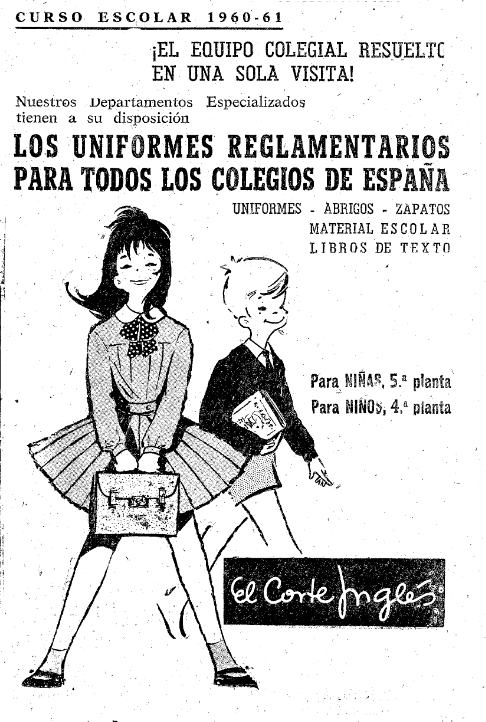 CURSO ESCOLAR 1960-61
¡EL EQUIPO COLEGIAL RESUELTO
EN UNA SOLA VISITA!
Nuestros Departamentos Especializados
tienen a su disposición
LOS UNIFORMES REGLAMENTARIOS
PARA TODOS LOS COLEGIOS DE ESPAÑA
UNIFORMES - ABRIGOS - ZAPATOS
MATERIAL ESCOLAR
LIBROS DE TEXTO
Para NIÑAS, 5.ª planta
Para NIÑOS, 4.ª planta
El Corte Inglés